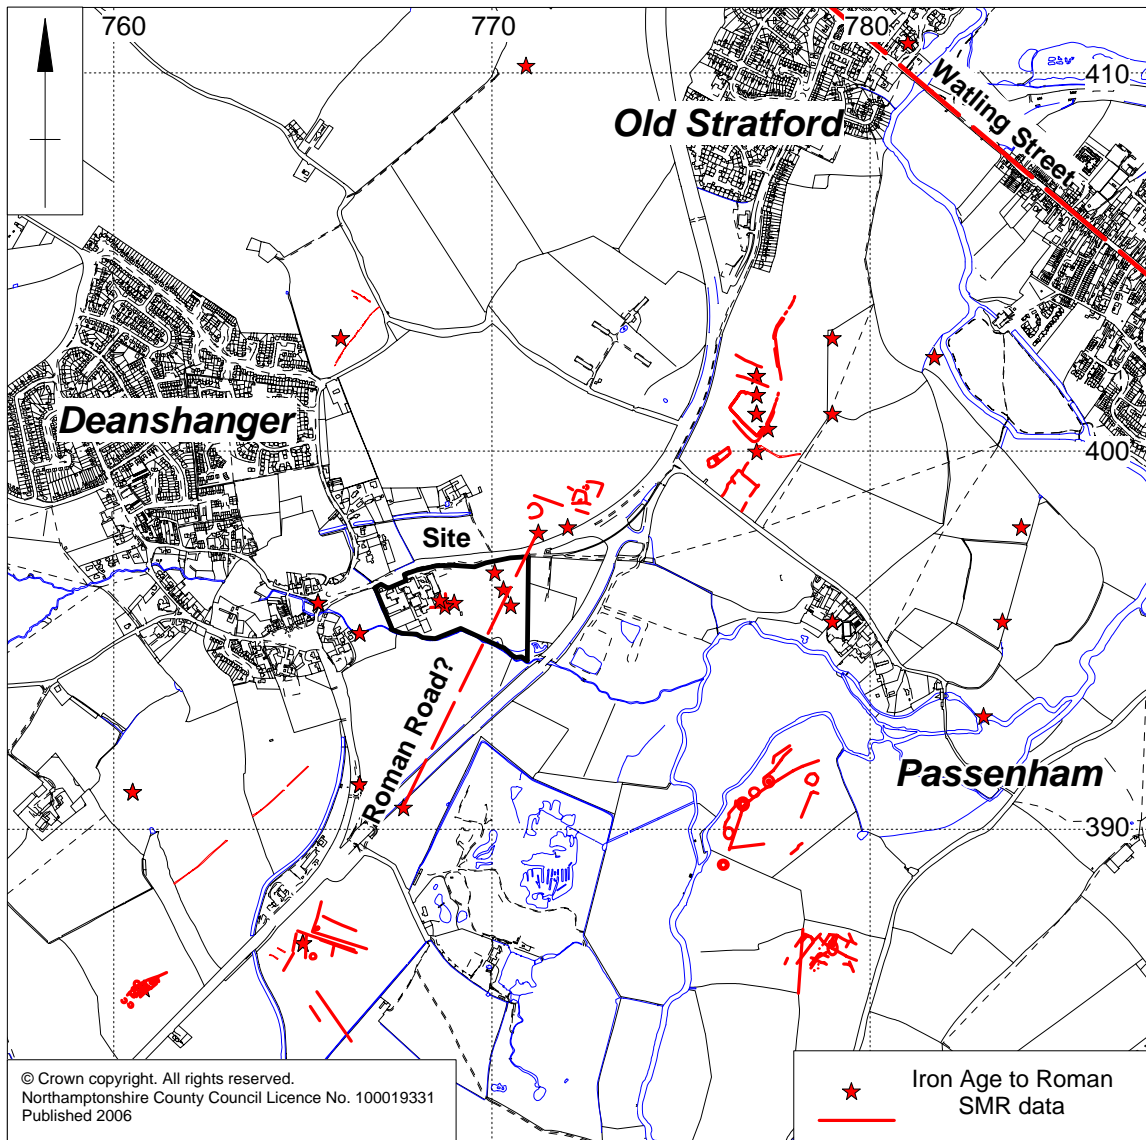 760
770
780
410
Watling Street
Old Stratford
Deanshanger
400
Site
Roman Road?
Passenham
390
© Crown copyright. All rights reserved.
Northamptonshire County Council Licence No. 100019331
Published 2006
Iron Age to Roman
SMR data